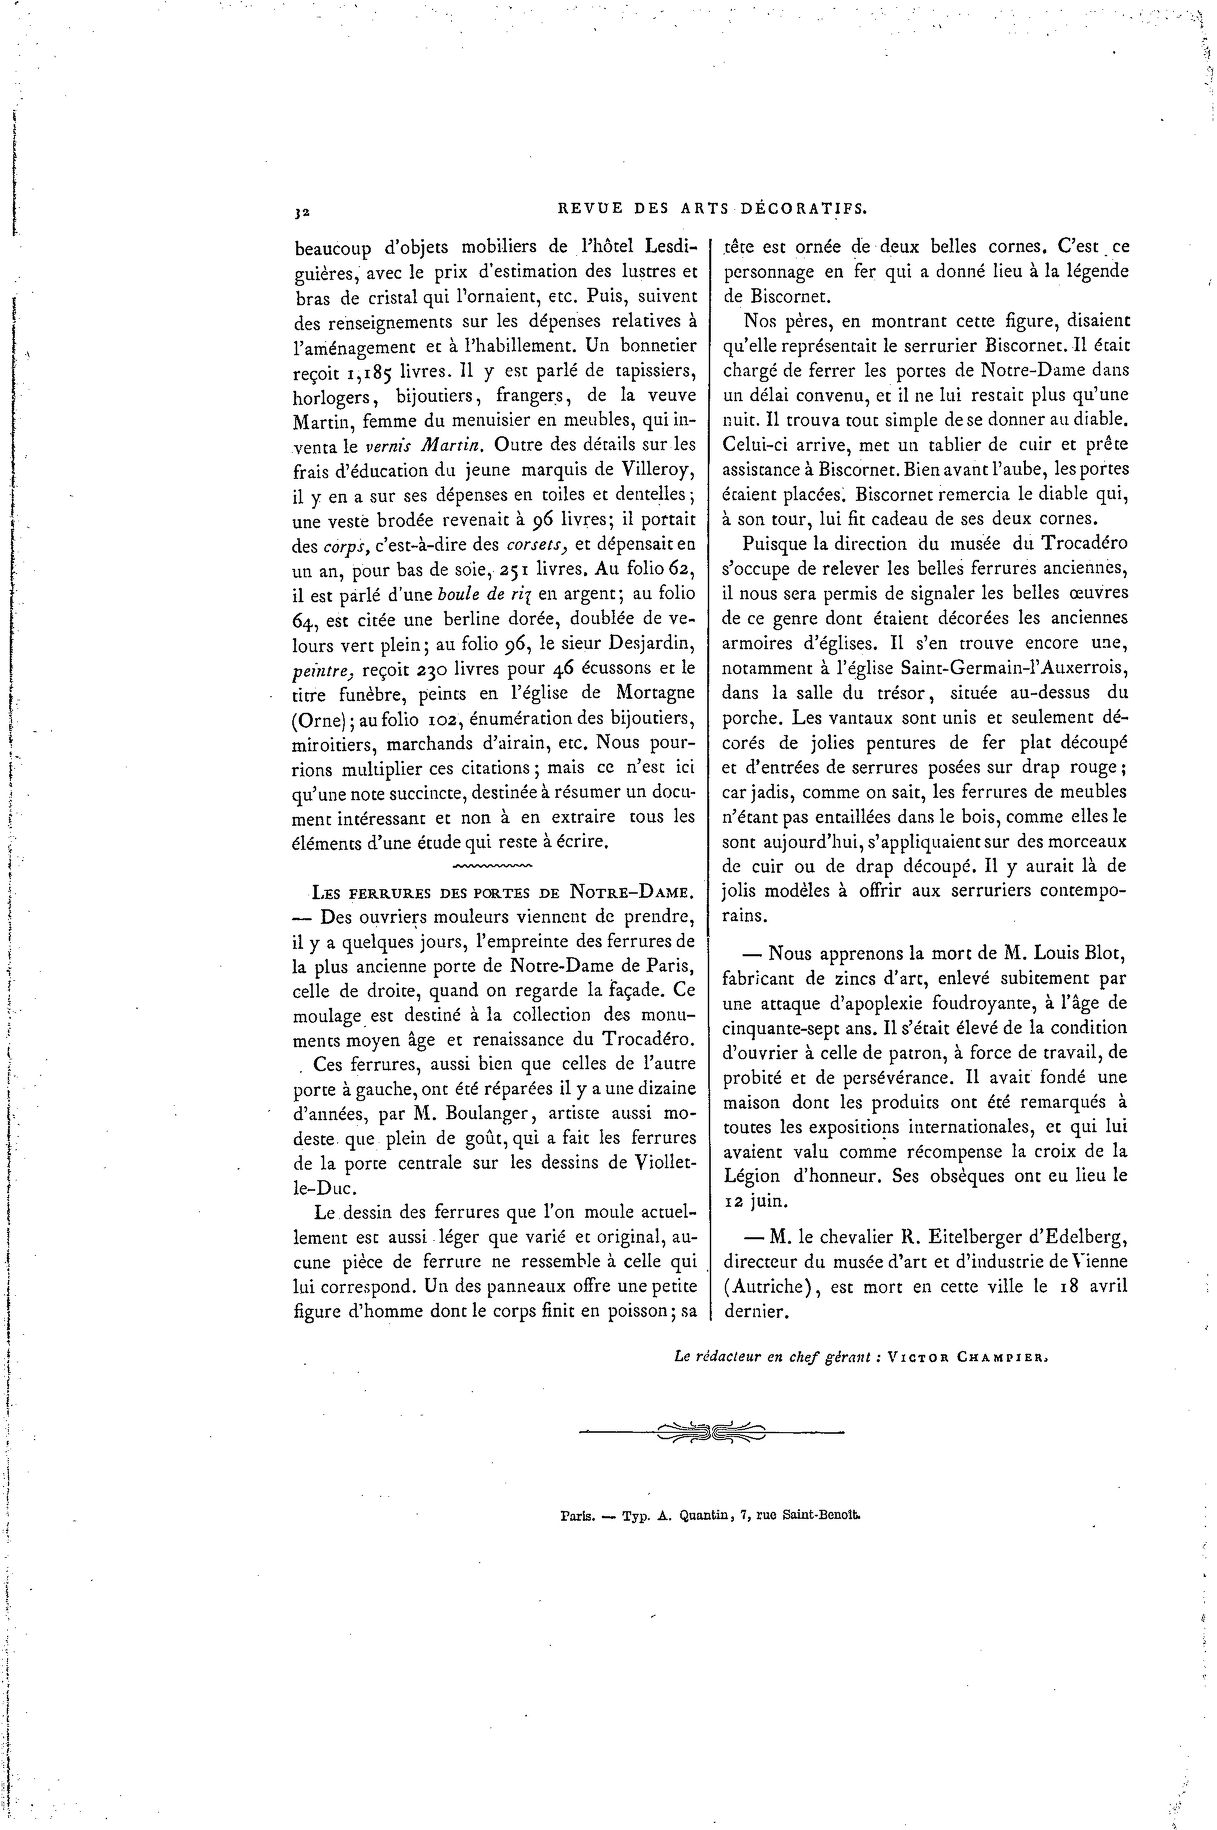 32
REVUE DES ARTS DÉCORATIFS.
beaucoup d'objets mobiliers de l'hôtel Lesdi-
guières, avec le prix d'estimation des lustres et
bras de cristal qui l'ornaient, etc. Puis, suivent
des renseignements sur les dépenses relatives à
l'aménagement et à l'habillement. Un bonnetier
reçoit 1,185 livres. Il y est parlé de tapissiers,
horlogers, bijoutiers, frangers, de la veuve
Martin, femme du menuisier en meubles, qui in-
venta le vernis Martin. Outre des détails sur les
frais d'éducation du jeune marquis de Villeroy,
il y en a sur ses dépenses en toiles et dentelles;
une veste brodée revenait à 96 livres; il portait
des corps, c'est-à-dire des corsets, et dépensait en
un an, pour bas de soie, 251 livres. Au folio 62,
il est parlé d'une boule de riz en argent; au folio
64, est citée une berline dorée, doublée de ve-
lours vert plein; au folio 96, le sieur Desjardin,
peintre, reçoit 230 livres pour 46 écussons et le
titre funèbre, peints en l'église de Mortagne
(Orne); au folio 102, énumération des bijoutiers,
miroitiers, marchands d'airain, etc. Nous pour-
rions multiplier ces citations; mais ce n'est ici
qu'une note succincte, destinée à résumer un docu-
ment intéressant et non à en extraire tous les
éléments d'une étude qui reste à écrire.
LES FERRURES DES PORTES DE NOTRE-DAME.
— Des ouvriers mouleurs viennent de prendre,
il y a quelques jours, l'empreinte des ferrures de
la plus ancienne porte de Notre-Dame de Paris,
celle de droite, quand on regarde la façade. Ce
moulage est destiné à la collection des monu-
ments moyen âge et renaissance du Trocadéro.
Ces ferrures, aussi bien que celles de l'autre
porte à gauche, ont été réparées il y a une dizaine
d'années, par M. Boulanger, artiste aussi mo-
deste que plein de goût, qui a fait les ferrures
de la porte centrale sur les dessins de Viollet-
le-Duc.
Le dessin des ferrures que l'on moule actuel-
lement est aussi léger que varié et original, au-
cune pièce de ferrure ne ressemble à celle qui
lui correspond. Un des panneaux offre une petite
figure d'homme dont le corps finit en poisson; sa
tête est ornée de deux belles cornes. C'est ce
personnage en fer qui a donné lieu à la légende
de Biscornet.
Nos pères, en montrant cette figure, disaient
qu'elle représentait le serrurier Biscornet. Il était
chargé de ferrer les portes de Notre-Dame dans
un délai convenu, et il ne lui restait plus qu'une
nuit. Il trouva tout simple de se donner au diable.
Celui-ci arrive, met un tablier de cuir et prête
assistance à Biscornet. Bien avant l'aube, les portes
étaient placées. Biscornet remercia le diable qui,
à son tour, lui fit cadeau de ses deux cornes.
Puisque la direction du musée du Trocadéro
s'occupe de relever les belles ferrures anciennes,
il nous sera permis de signaler les belles œuvres
de ce genre dont étaient décorées les anciennes
armoires d'églises. Il s'en trouve encore une,
notamment à l'église Saint-Germain-l'Auxerrois,
dans la salle du trésor, située au-dessus du
porche. Les vantaux sont unis et seulement dé-
corés de jolies pentures de fer plat découpé
et d'entrées de serrures posées sur drap rouge;
car jadis, comme on sait, les ferrures de meubles
n'étant pas entaillées dans le bois, comme elles le
sont aujourd'hui, s'appliquaient sur des morceaux
de cuir ou de drap découpé. Il y aurait là de
jolis modèles à offrir aux serruriers contempo-
rains.
— Nous apprenons la mort de M. Louis Blot,
fabricant de zincs d'art, enlevé subitement par
une attaque d'apoplexie foudroyante, à l'âge de
cinquante-sept ans. Il s'était élevé de la condition
d'ouvrier à celle de patron, à force de travail, de
probité et de persévérance. Il avait fondé une
maison dont les produits ont été remarqués à
toutes les expositions internationales, et qui lui
avaient valu comme récompense la croix de la
Légion d'honneur. Ses obsèques ont eu lieu le
12 juin.
— M. le chevalier R. Eitelberger d'Edelberg,
directeur du musée d'art et d'industrie de Vienne
(Autriche), est mort en cette ville le 18 avril
dernier.
Le rédacteur en chef gérant : VICTOR CHAMPIER.
Paris. — Typ. A. Quantin, 7, rue Saint-Benoît.